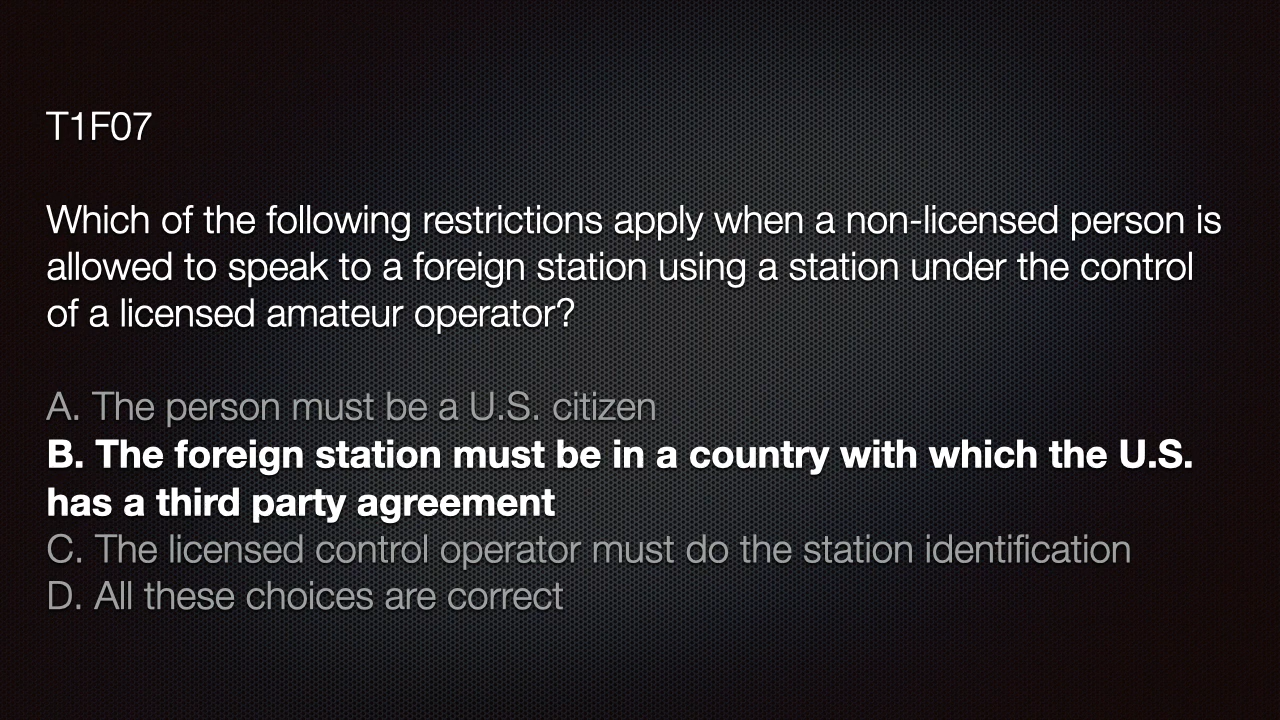 T1F07
Which of the following restrictions apply when a non-licensed person is
allowed to speak to a foreign station using a station under the control
of a licensed amateur operator?
A. The person must be a U.S. citizen
B. The foreign station must be in a country with which the U.S.
has a third party agreement
C. The licensed control operator must do the station identification
D. All these choices are correct